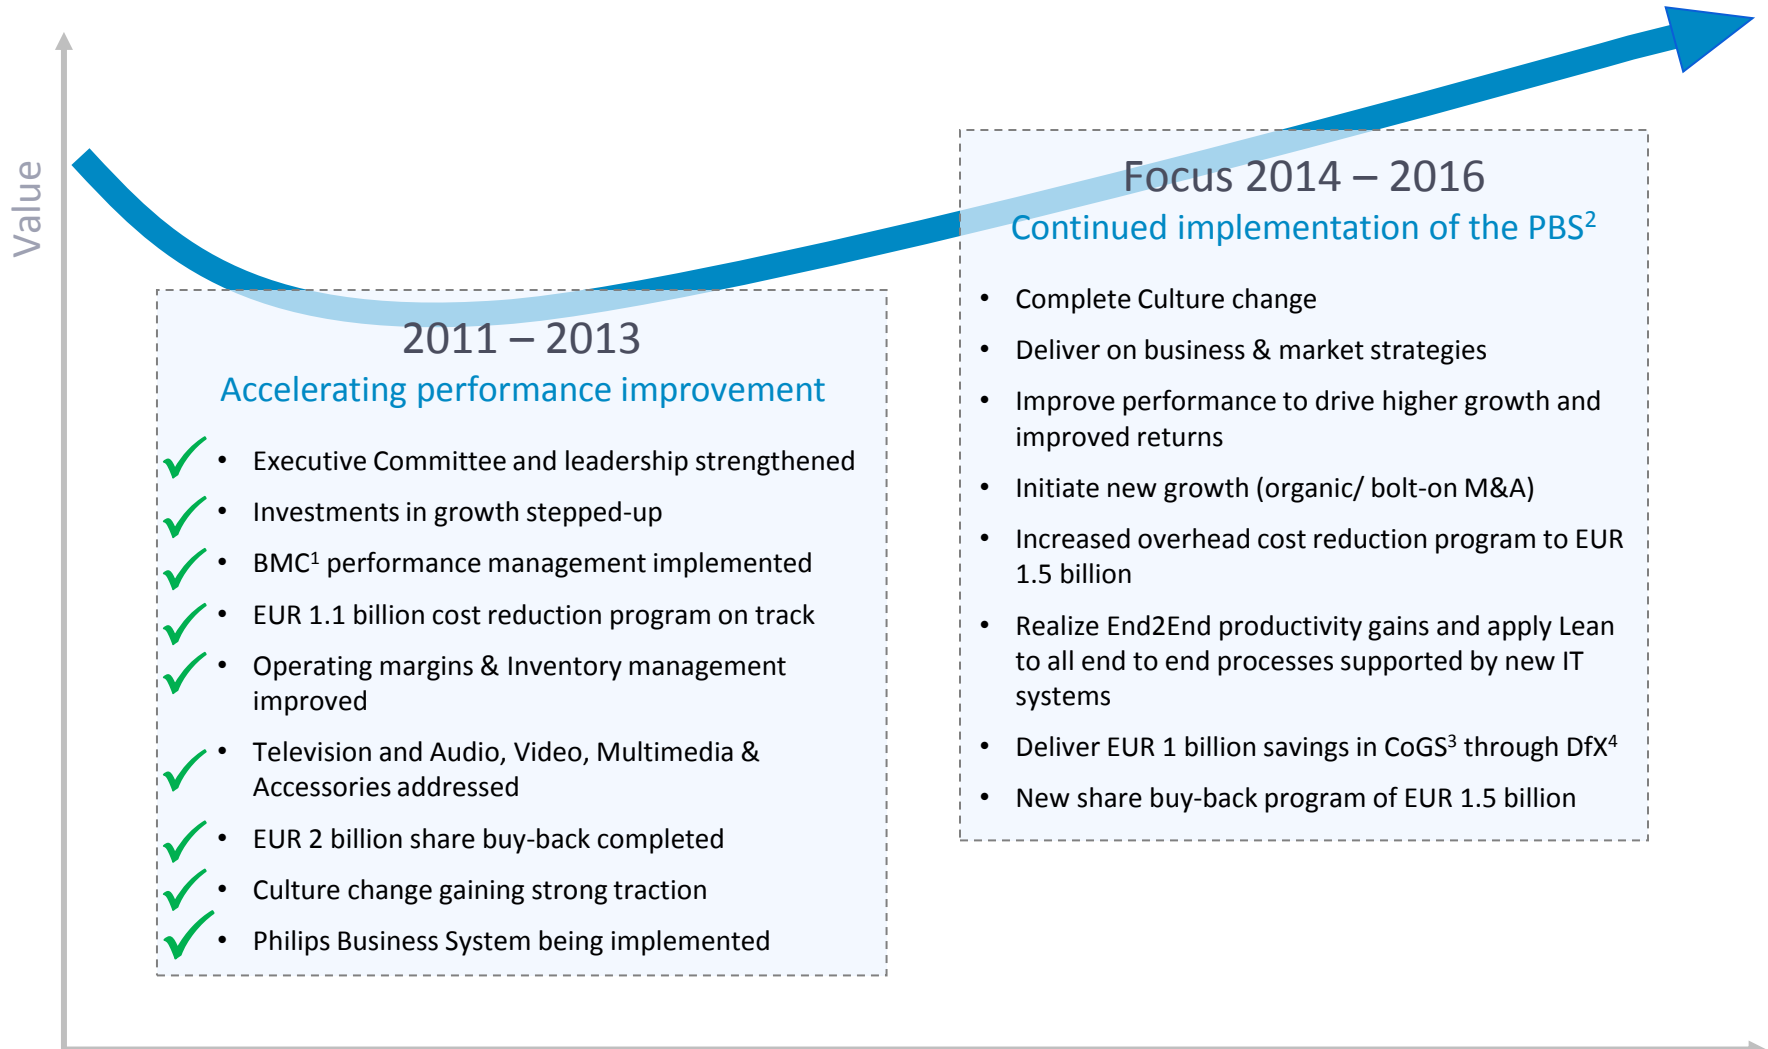 Value
2011 – 2013
Accelerating performance improvement
• Executive Committee and leadership strengthened
• Investments in growth stepped-up
• BMC¹ performance management implemented
• EUR 1.1 billion cost reduction program on track
• Operating margins & Inventory management
improved
• Television and Audio, Video, Multimedia &
Accessories addressed
• EUR 2 billion share buy-back completed
• Culture change gaining strong traction
• Philips Business System being implemented
Focus 2014 – 2016
Continued implementation of the PBS²
• Complete Culture change
• Deliver on business & market strategies
• Improve performance to drive higher growth and
improved returns
• Initiate new growth (organic/ bolt-on M&A)
• Increased overhead cost reduction program to EUR
1.5 billion
• Realize End2End productivity gains and apply Lean
to all end to end processes supported by new IT
systems
• Deliver EUR 1 billion savings in CoGS³ through DfX⁴
• New share buy-back program of EUR 1.5 billion